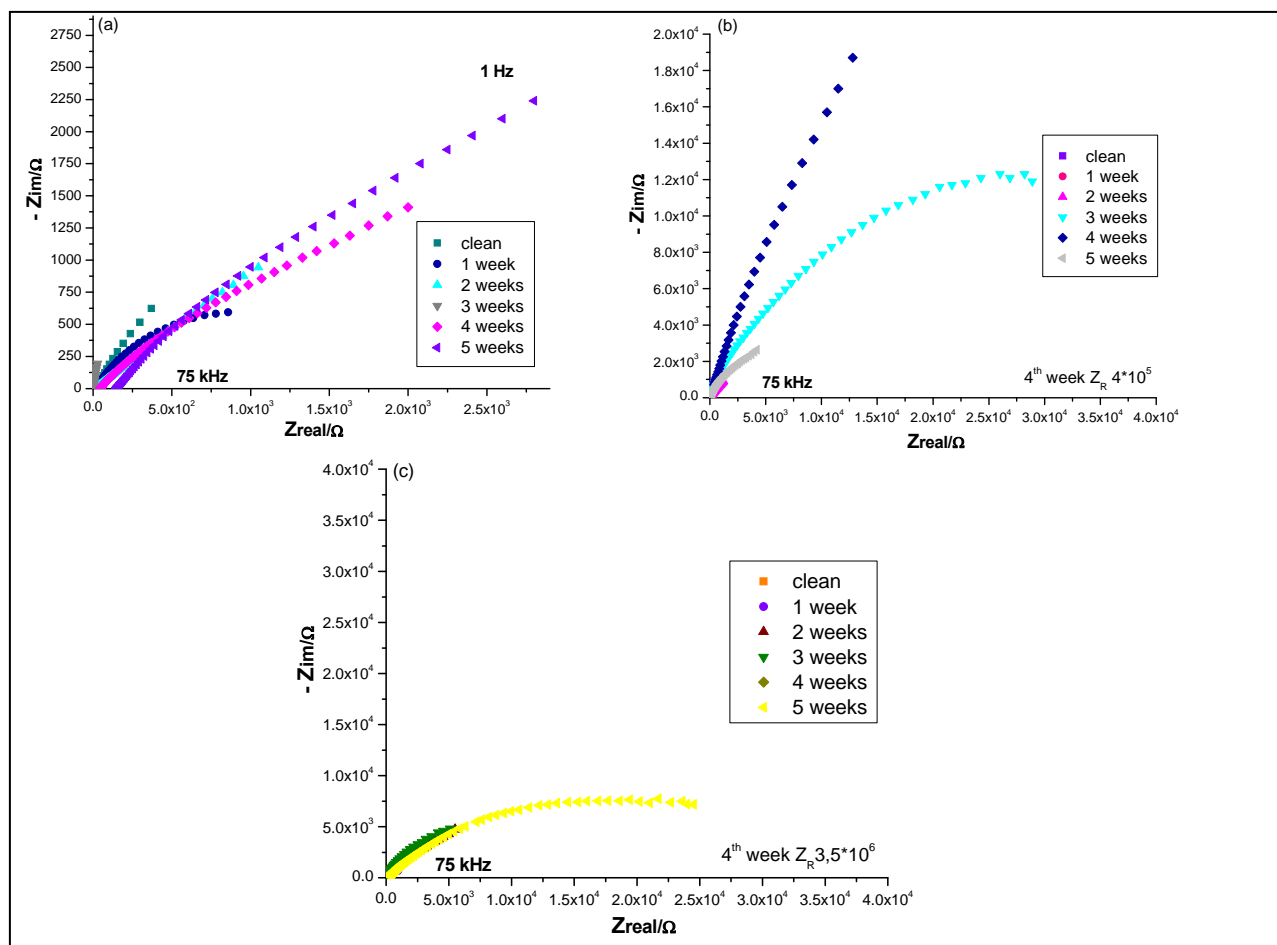 (a)
- Zim/Ω
2750
2500
2250
2000
1750
1500
1250
1000
750
500
250
0
1 Hz
75 kHz
clean
1 week
2 weeks
3 weeks
4 weeks
5 weeks
0.0 5.0x10² 1.0x10³ 1.5x10³ 2.0x10³ 2.5x10³
Zreal/Ω
(b)
- Zim/Ω
2.0x10⁴
1.8x10⁴
1.6x10⁴
1.4x10⁴
1.2x10⁴
1.0x10⁴
8.0x10³
6.0x10³
4.0x10³
2.0x10³
0.0
clean
1 week
2 weeks
3 weeks
4 weeks
5 weeks
75 kHz
4th week Z_R 4*10⁵
0.0 5.0x10³ 1.0x10⁴ 1.5x10⁴ 2.0x10⁴ 2.5x10⁴ 3.0x10⁴ 3.5x10⁴ 4.0x10⁴
Zreal/Ω
(c)
- Zim/Ω
4.0x10⁴
3.5x10⁴
3.0x10⁴
2.5x10⁴
2.0x10⁴
1.5x10⁴
1.0x10⁴
5.0x10³
0.0
clean
1 week
2 weeks
3 weeks
4 weeks
5 weeks
75 kHz
4th week Z_R3,5*10⁶
0.0 5.0x10³ 1.0x10⁴ 1.5x10⁴ 2.0x10⁴ 2.5x10⁴ 3.0x10⁴ 3.5x10⁴ 4.0x10⁴
Zreal/Ω